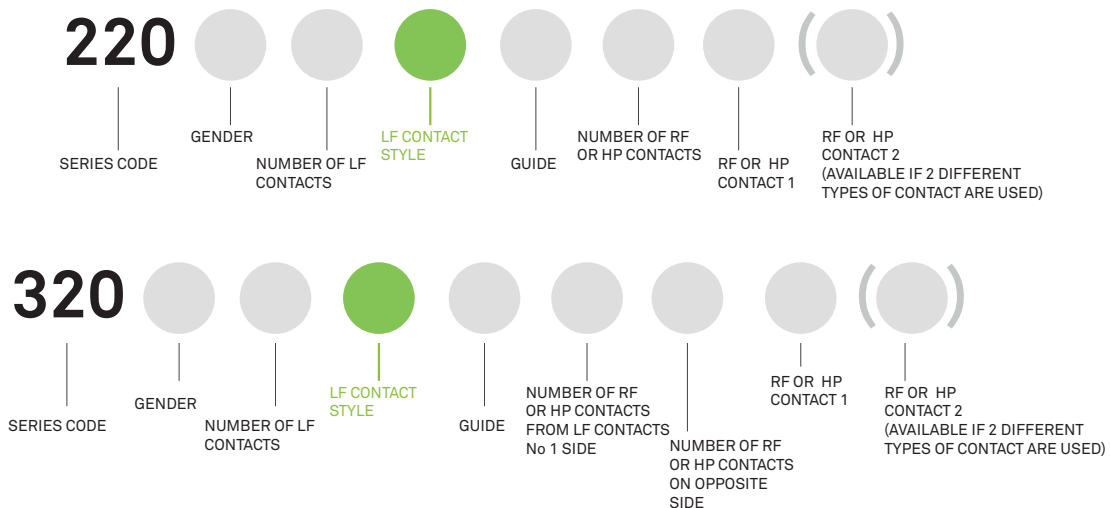 220
SERIES CODE
GENDER
NUMBER OF LF
CONTACTS
LF CONTACT
STYLE
GUIDE
NUMBER OF RF
OR HP CONTACTS
RF OR HP
CONTACT 1
(
)
RF OR HP
CONTACT 2
(AVAILABLE IF 2 DIFFERENT
TYPES OF CONTACT ARE USED)
320
SERIES CODE
GENDER
NUMBER OF LF
CONTACTS
LF CONTACT
STYLE
GUIDE
NUMBER OF RF
OR HP CONTACTS
FROM LF CONTACTS
No 1 SIDE
NUMBER OF RF
OR HP CONTACTS
ON OPPOSITE
SIDE
RF OR HP
CONTACT 1
(
)
RF OR HP
CONTACT 2
(AVAILABLE IF 2 DIFFERENT
TYPES OF CONTACT ARE USED)